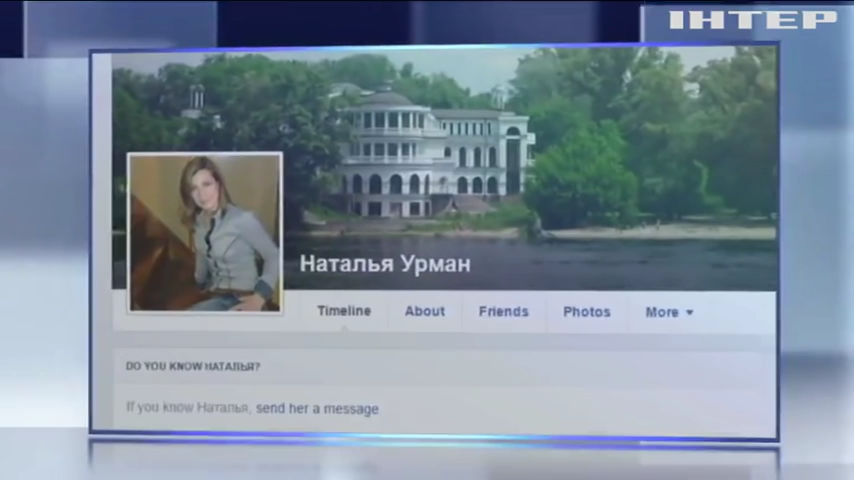 ІНТЕР
Наталья Урман
Timeline About Friends Photos More
DO YOU KNOW НАТАЛЬЯ?
If you know Наталья, send her a message